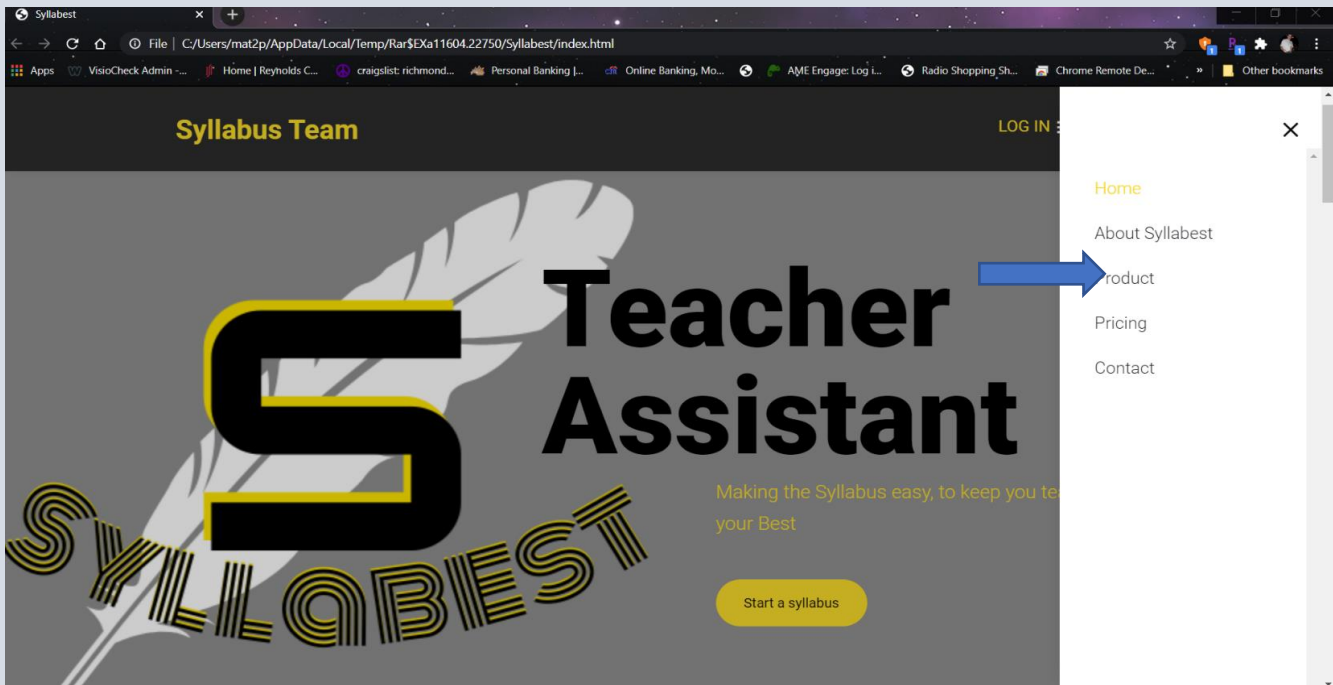 Syllabest
File | C:/Users/mat2p/AppData/Local/Temp/Rar$EXa11604.22750/Syllabest/index.html
Apps VisioCheck Admin -... Home | Reynolds C... craigslist: richmond... Personal Banking |... citi Online Banking, Mo... AME Engage: Log i... Radio Shopping Sh... Chrome Remote De... » Other bookmarks
Syllabus Team
LOG IN
Home
About Syllabest
roduct
Pricing
Contact
Teacher
Assistant
Making the Syllabus easy, to keep you te
your Best
Start a syllabus
S
SYLLABEST